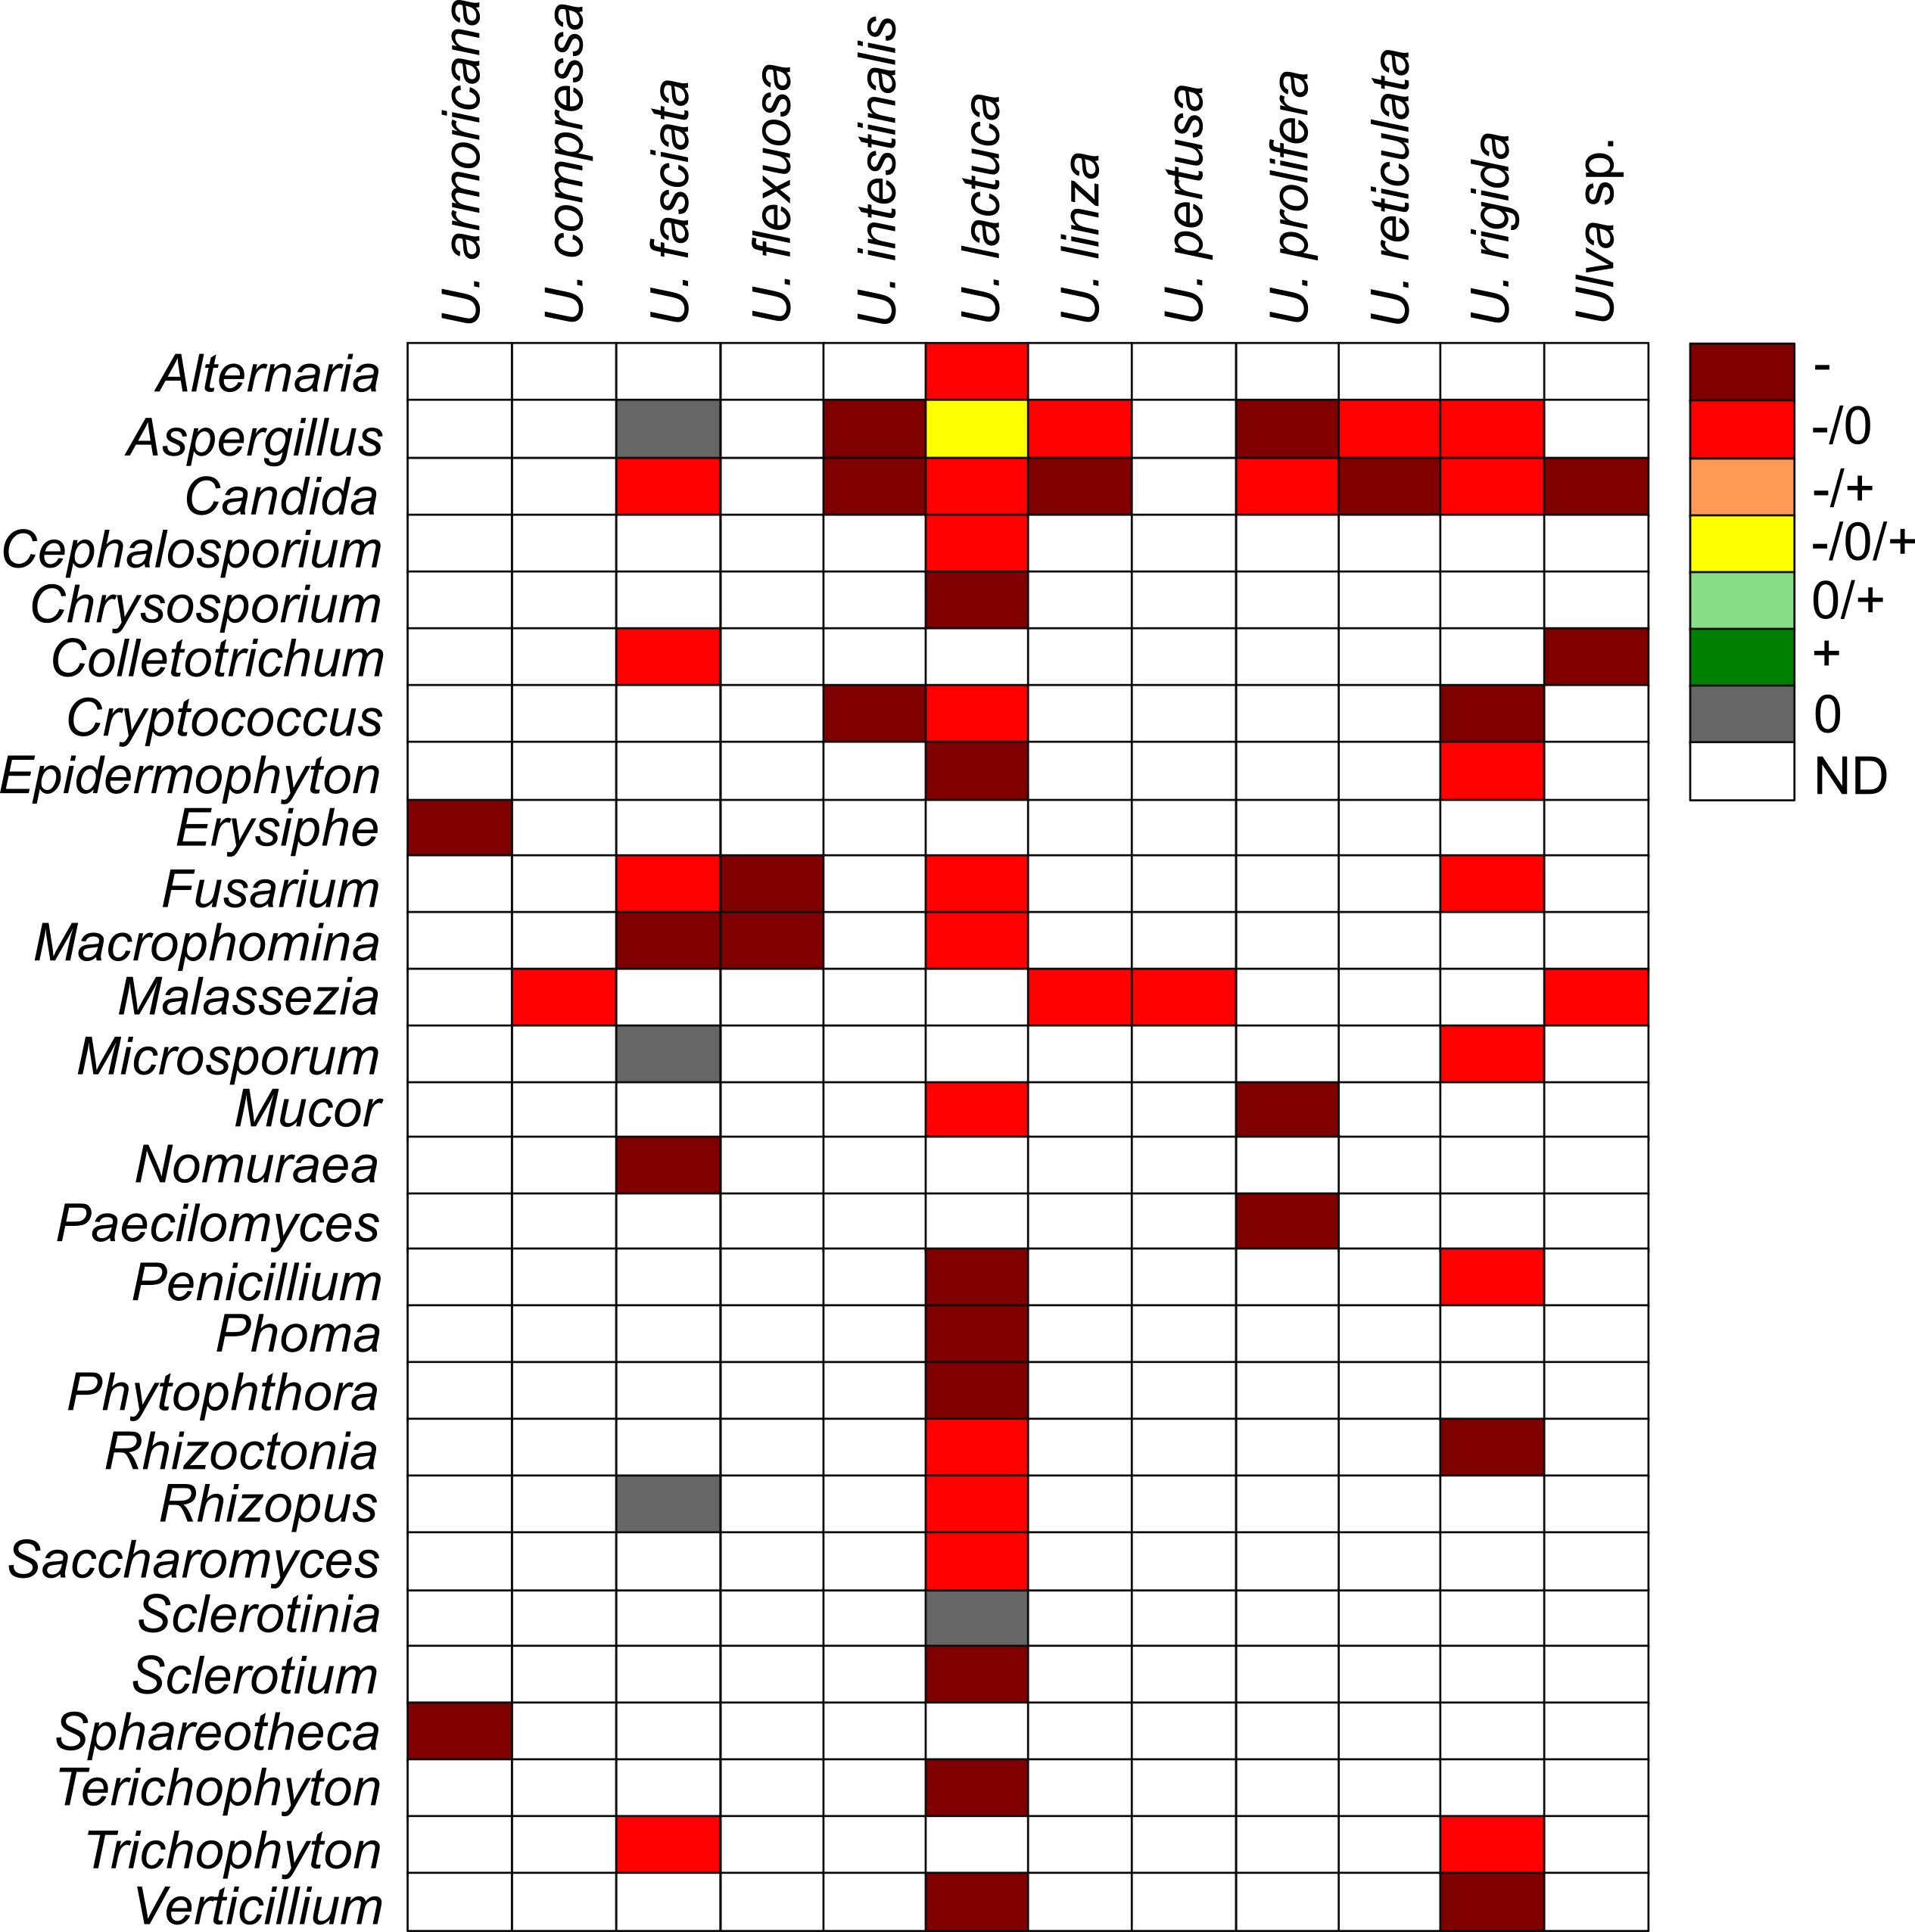 U. armoricana
U. compressa
U. fasciata
U. flexuosa
U. intestinalis
U. lactuca
U. linza
U. pertusa
U. prolifera
U. reticulata
U. rigida
Ulva sp.
Alternaria
Aspergillus
Candida
Cephalosporium
Chrysosporium
Colletotrichum
Cryptococcus
Epidermophyton
Erysiphe
Fusarium
Macrophomina
Malassezia
Microsporum
Mucor
Nomuraea
Paecilomyces
Penicillium
Phoma
Phytophthora
Rhizoctonia
Rhizopus
Saccharomyces
Sclerotinia
Sclerotium
Sphareotheca
Terichophyton
Trichophyton
Verticillium
-
-/0
-/+
-/0/+
0/+
+
0
ND